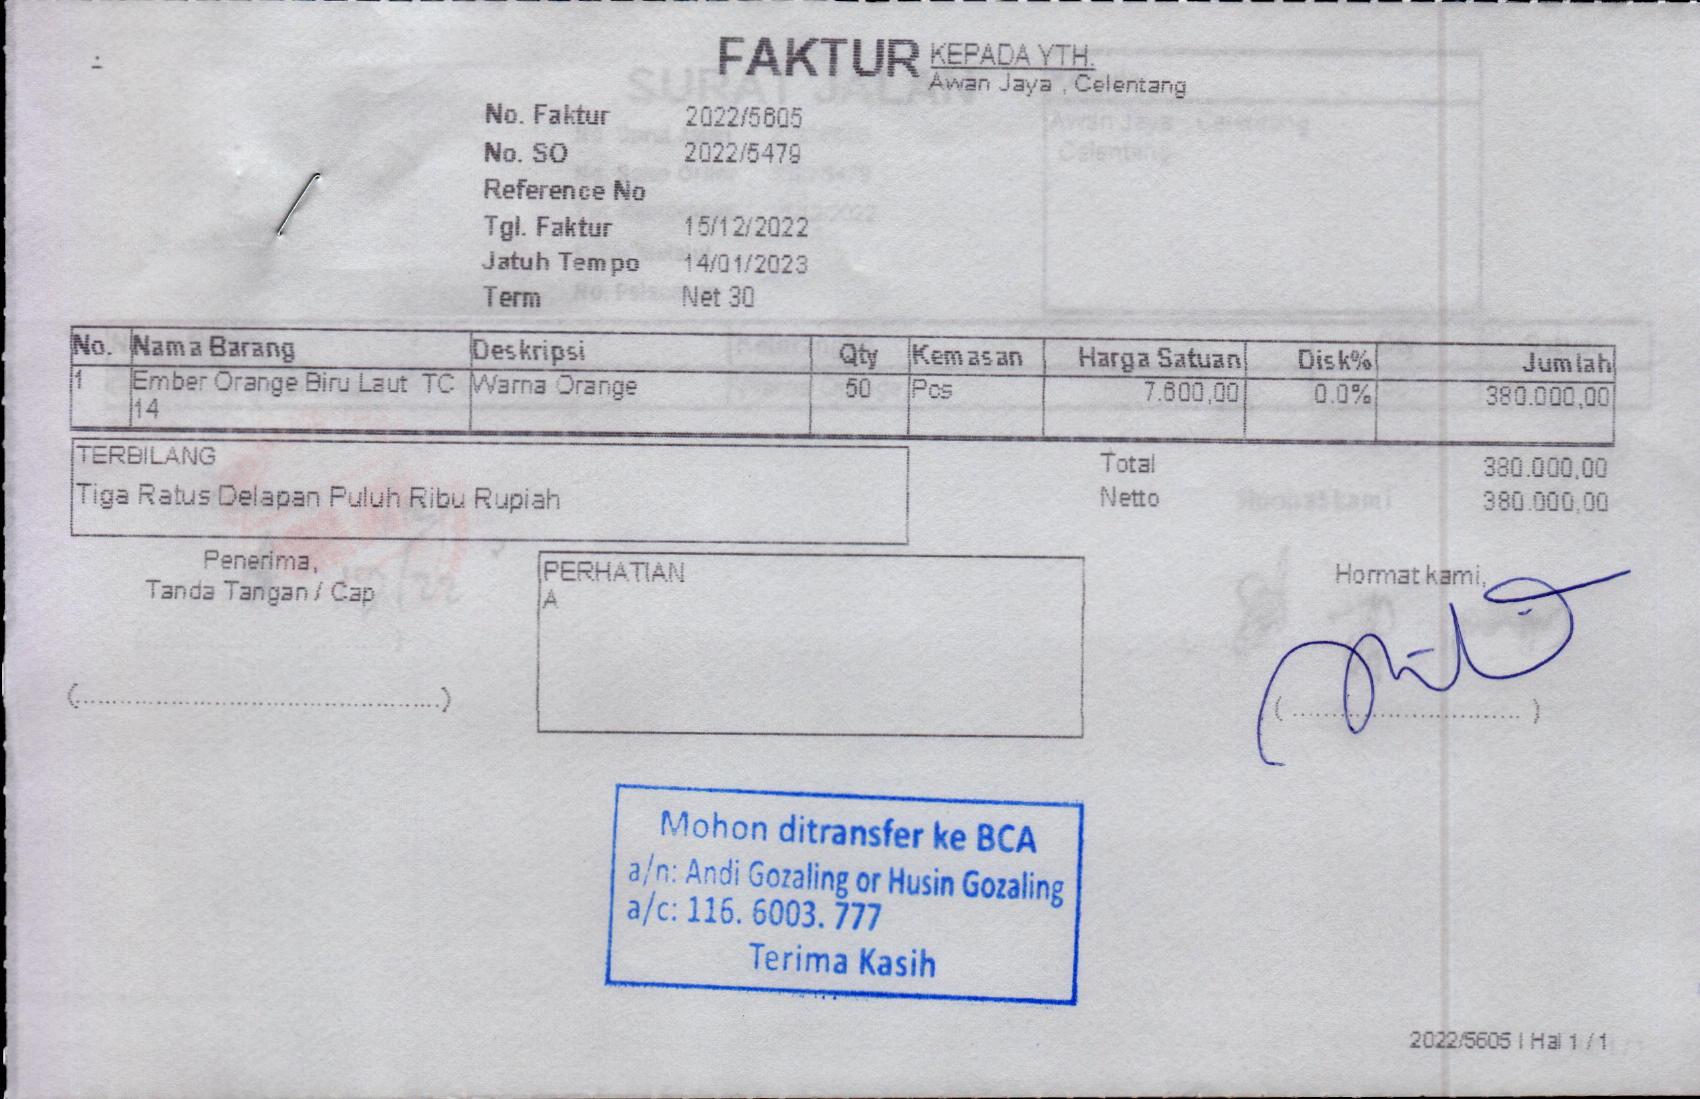 FAKTUR
KEPADA YTH.
Awan Jaya , Celentang
No. Faktur 2022/5605
No. SO 2022/5479
Reference No
Tgl. Faktur 15/12/2022
Jatuh Tempo 14/01/2023
Term Net 30
No. Nama Barang Deskripsi Qty Kemasan Harga Satuan Disk% Jumlah
1 Ember Orange Biru Laut TC Warna Orange 50 Pcs 7.600,00 0.0% 380.000,00
14
TERBILANG
Tiga Ratus Delapan Puluh Ribu Rupiah
Total 380.000,00
Netto 380.000,00
Penerima,
Tanda Tangan / Cap
(............................................)
PERHATIAN
A
Hormat kami,
(............................... )
Mohon ditransfer ke BCA
a/n: Andi Gozaling or Husin Gozaling
a/c: 116. 6003. 777
Terima Kasih
2022/5605 | Hal 1 / 1